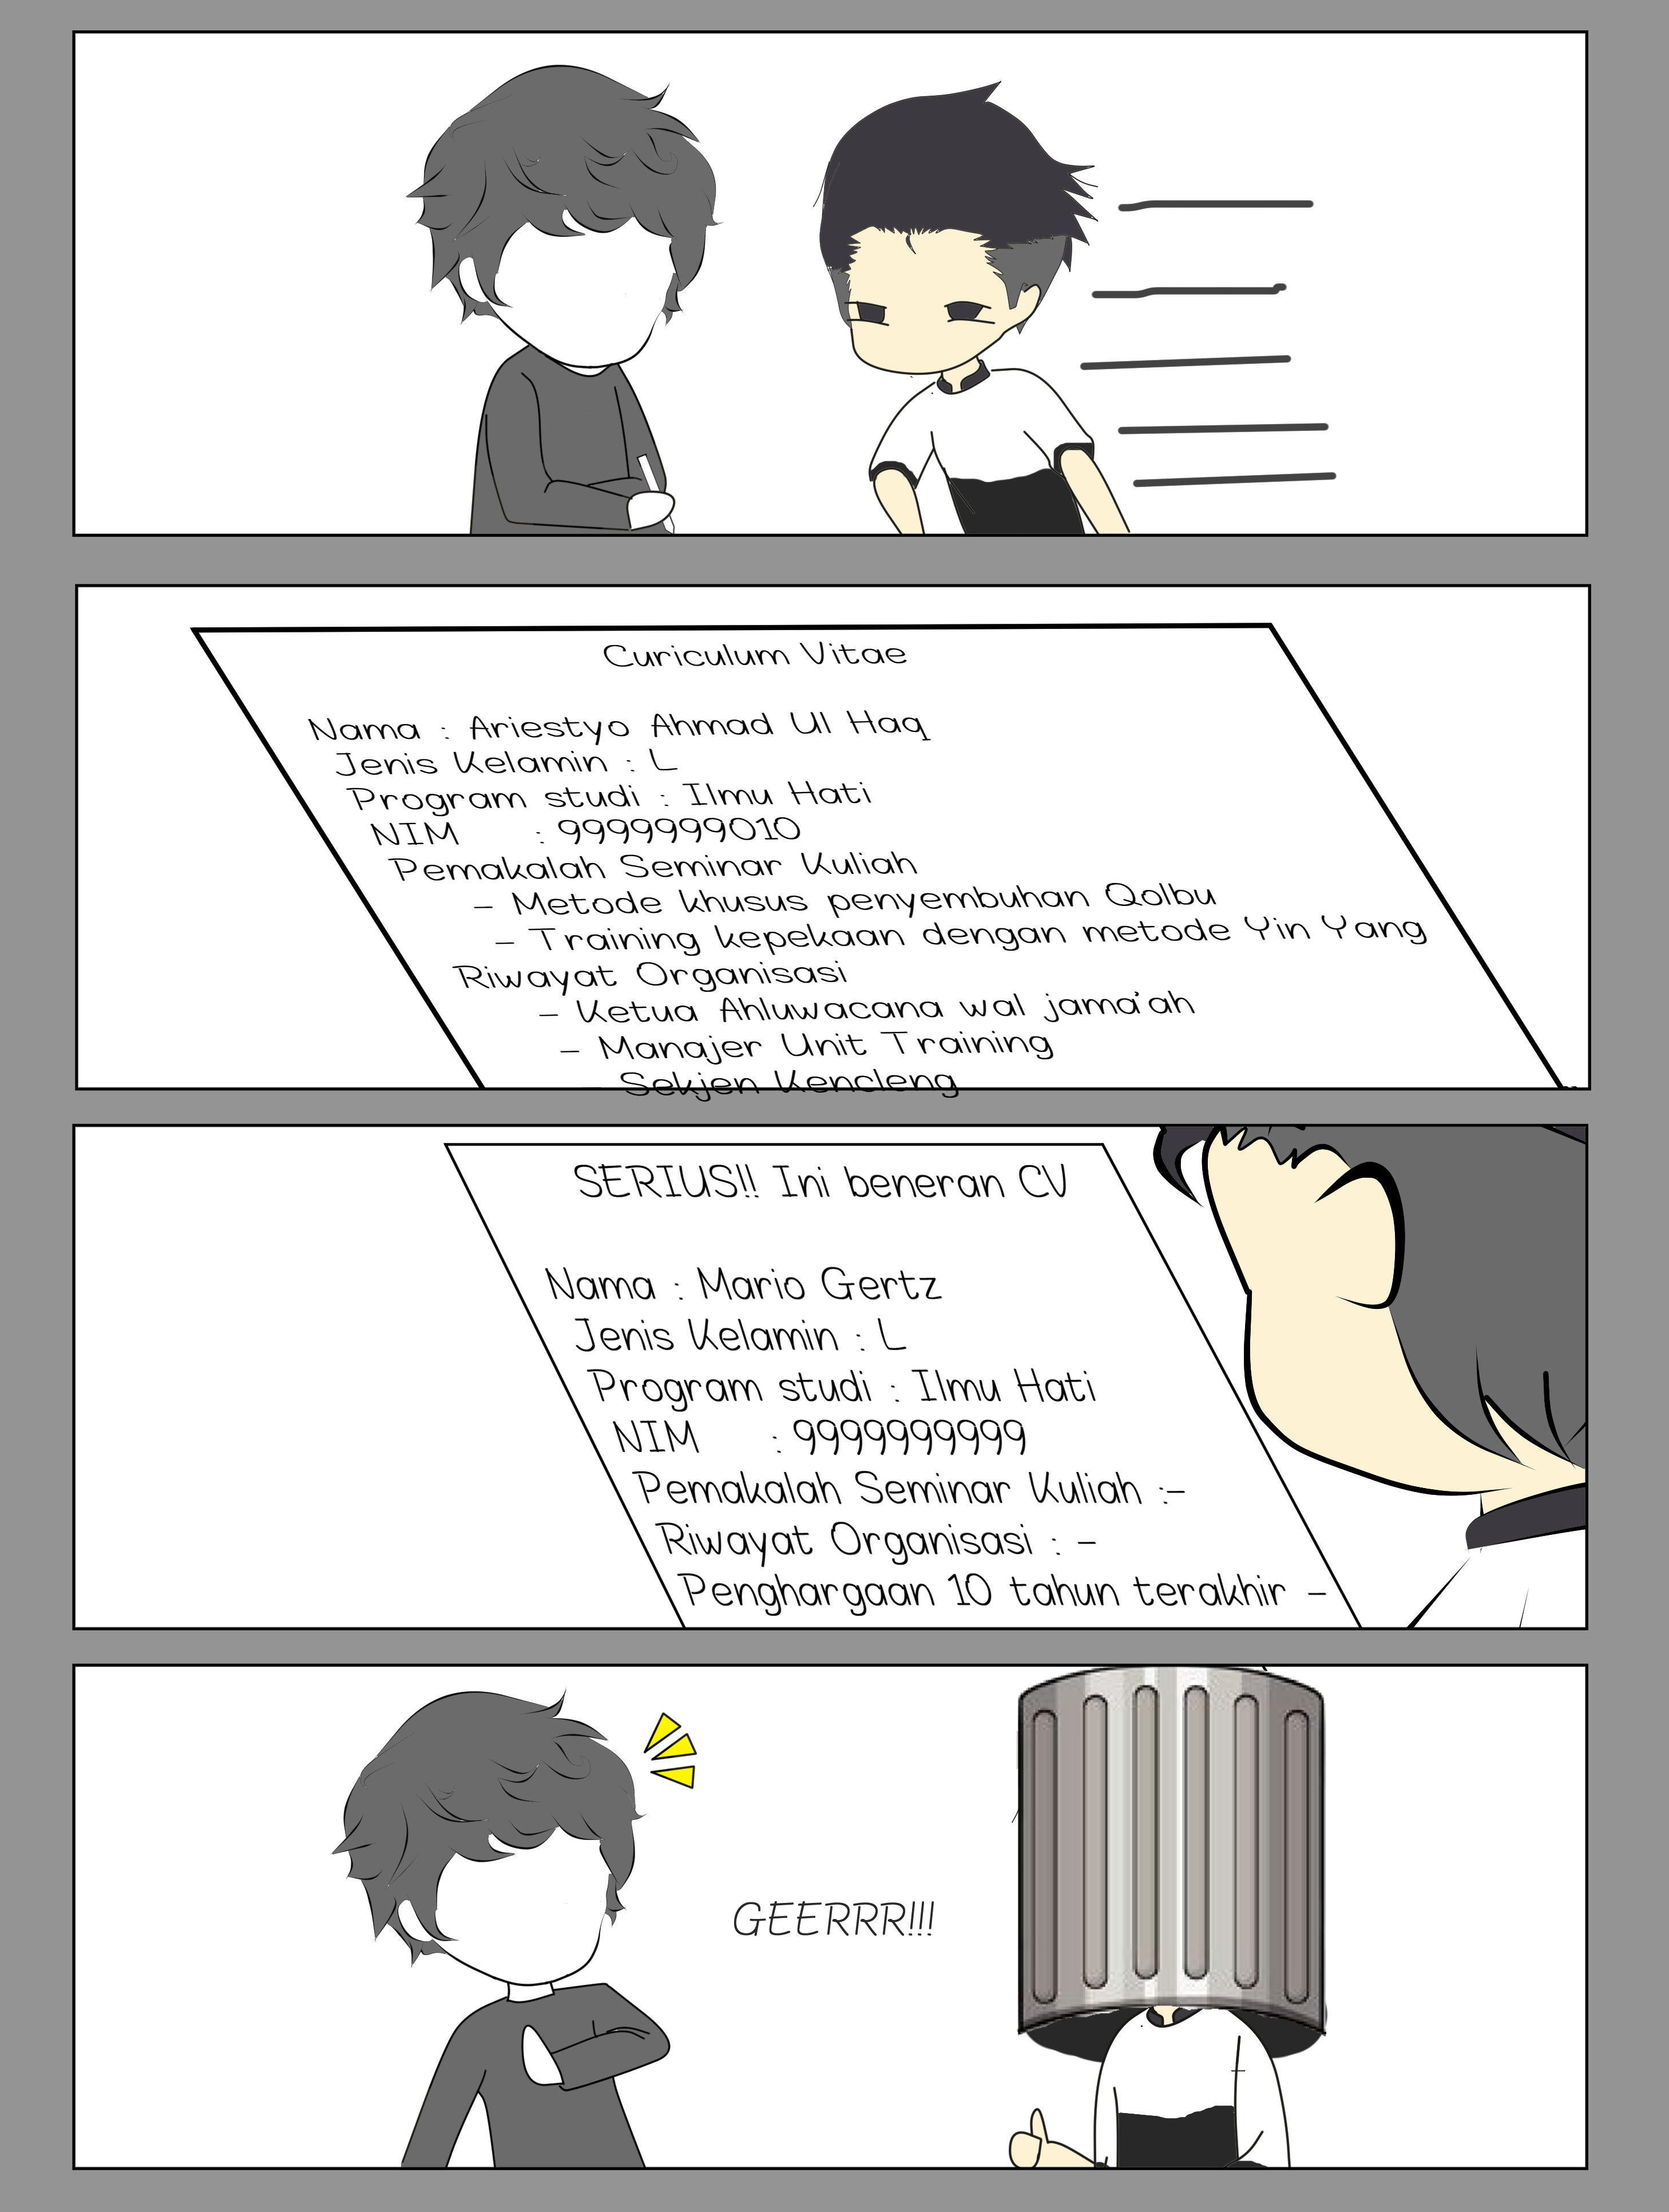 Curiculum Vitae
Nama : Ariestyo Ahmad Ul Haq
Jenis Kelamin : L
Program studi : Ilmu Hati
NIM : 9999999010
Pemakalah Seminar Kuliah
- Metode khusus penyembuhan Qolbu
- Training kepekaan dengan metode Yin Yang
Riwayat Organisasi
- Ketua Ahluwacana wal jama'ah
- Manajer Unit Training
- Sekjen Kencleng
SERIUS!! Ini beneran CV
Nama : Mario Gertz
Jenis Kelamin : L
Program studi : Ilmu Hati
NIM : 9999999999
Pemakalah Seminar Kuliah :-
Riwayat Organisasi : -
Penghargaan 10 tahun terakhir -
GEERRR!!!